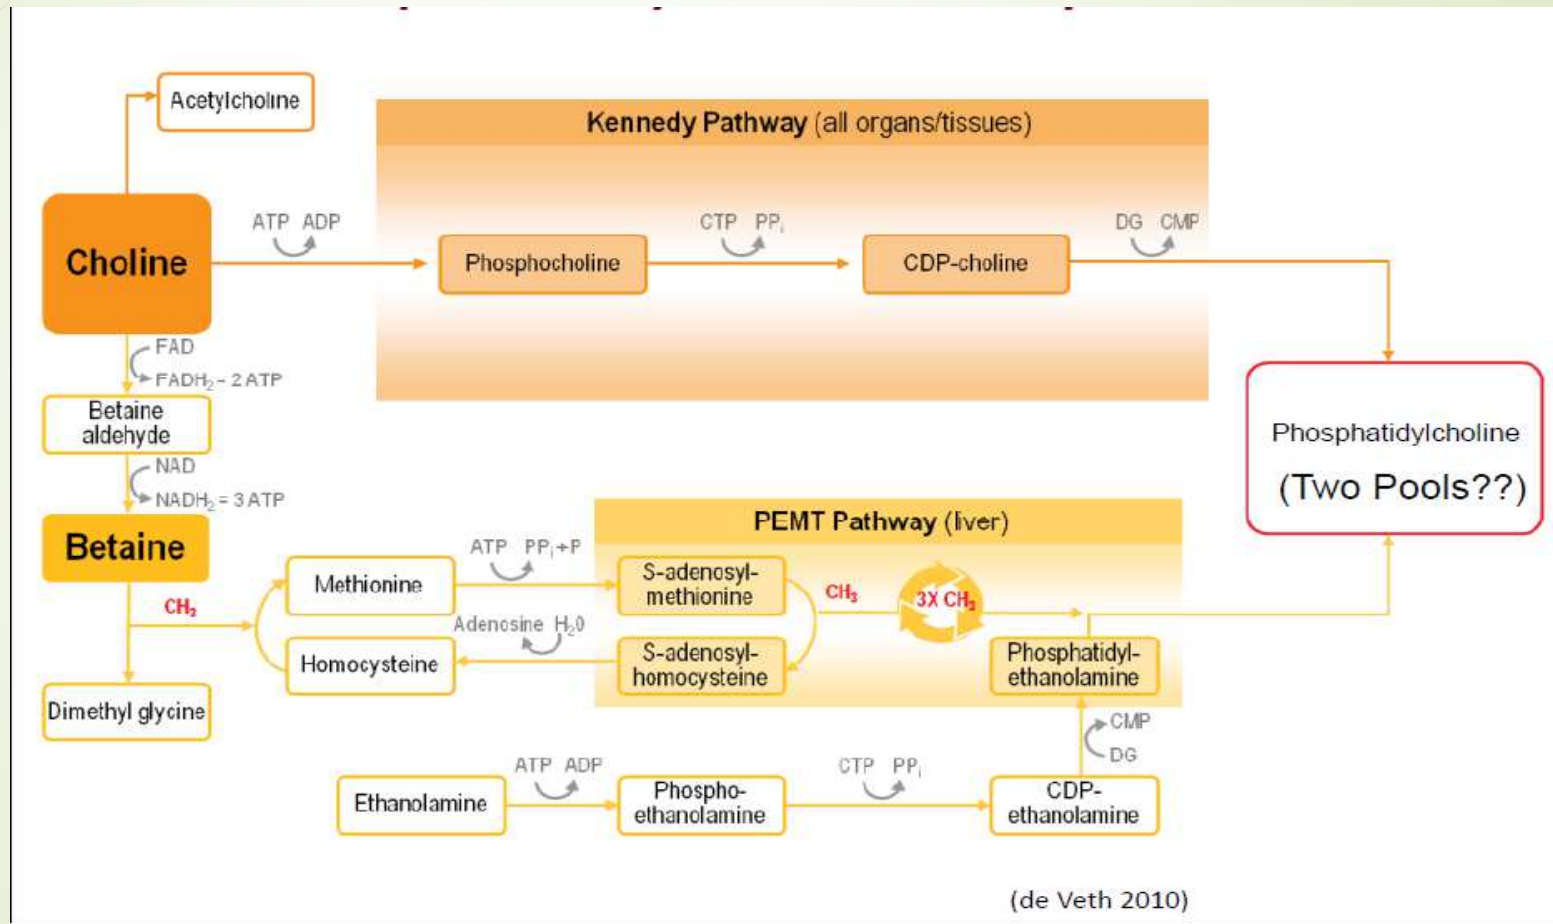 Acetylcholine
Kennedy Pathway (all organs/tissues)
Choline
ATP ADP
Phosphocholine
CTP PPi
CDP-choline
DG CMP
FAD
FADH2 - 2 ATP
Betaine
aldehyde
NAD
NADH2 = 3 ATP
Phosphatidylcholine
(Two Pools??)
Betaine
PEMT Pathway (liver)
CH3
Methionine
ATP PPi+P
S-adenosyl-
methionine
CH3
3X CH3
Homocysteine
Adenosine H20
S-adenosyl-
homocysteine
Phosphatidyl-
ethanolamine
Dimethyl glycine
CMP
DG
Ethanolamine
ATP ADP
Phospho-
ethanolamine
CTP PPi
CDP-
ethanolamine
(de Veth 2010)